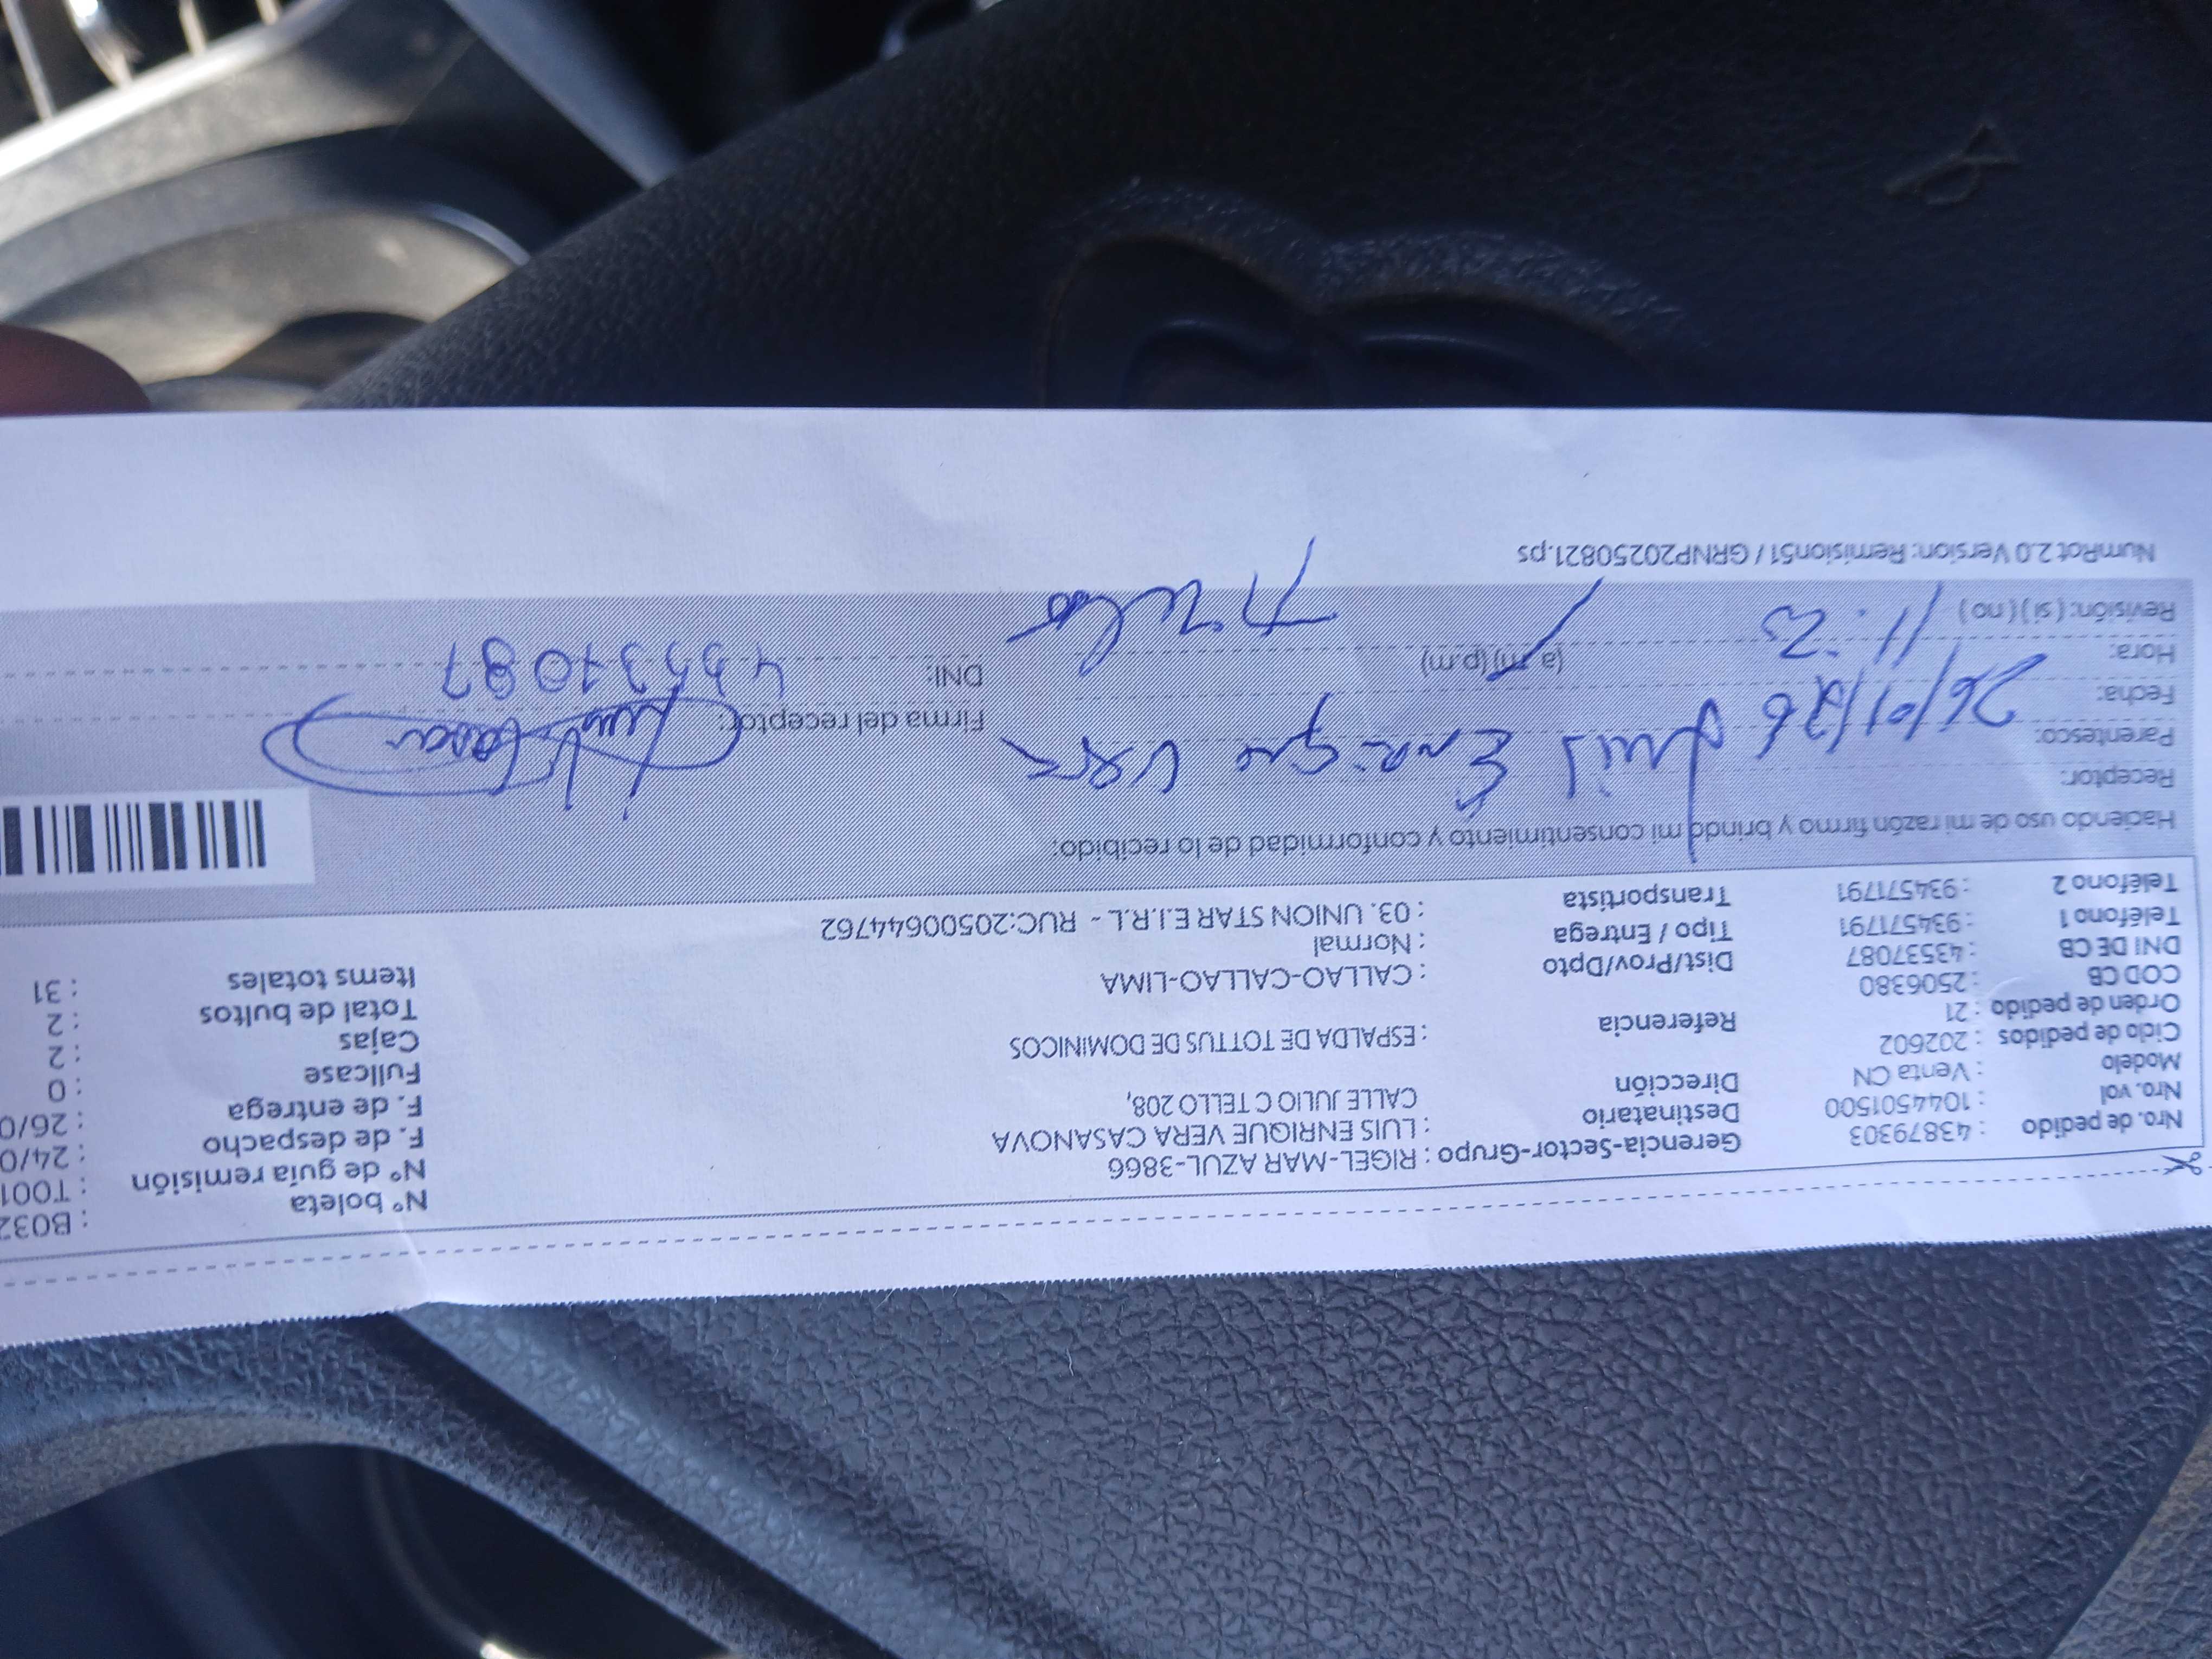 Nº boleta : B032
Nro. de pedido : 43879303 Gerencia-Sector-Grupo : RIGEL-MAR AZUL-3866 Nº de guía remisión : T001
Nro. vol : 1044501500 Destinatario : LUIS ENRIQUE VERA CASANOVA F. de despacho : 24/0
Modelo : Venta CN Dirección CALLE JULIO C TELLO 208, F. de entrega : 26/0
Ciclo de pedidos : 202602 Fullcase : 0
Orden de pedido : 21 Referencia : ESPALDA DE TOTTUS DE DOMINICOS Cajas : 2
COD CB : 2506380 Total de bultos : 2
DNI DE CB : 43537087 Dist/Prov/Dpto : CALLAO-CALLAO-LIMA Items totales : 31
Teléfono 1 : 934571791 Tipo / Entrega : Normal
Teléfono 2 : 934571791 Transportista : 03. UNION STAR E.I.R.L - RUC:20500644762
Haciendo uso de mi razón firmo y brindo mi consentimiento y conformidad de lo recibido:
Receptor: Luis Enrique Vera
Parentesco:
Fecha: 26/01/26 Firma del receptor:
Hora: 11: (a.m)(p.m) DNI: 43537087
Revisión: ( si ) ( no )
NumRot 2.0 Version: Remision51 / GRNP20250821.ps